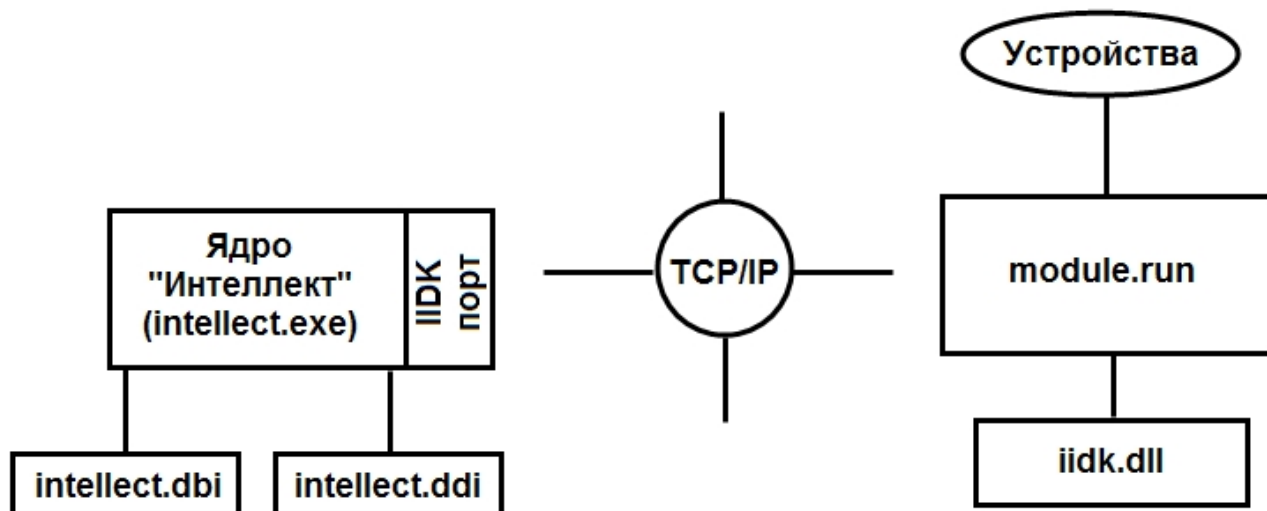 Устройства
Ядро
"Интеллект"
(intellect.exe)
IIDK
порт
TCP/IP
module.run
intellect.dbi
intellect.ddi
iidk.dll